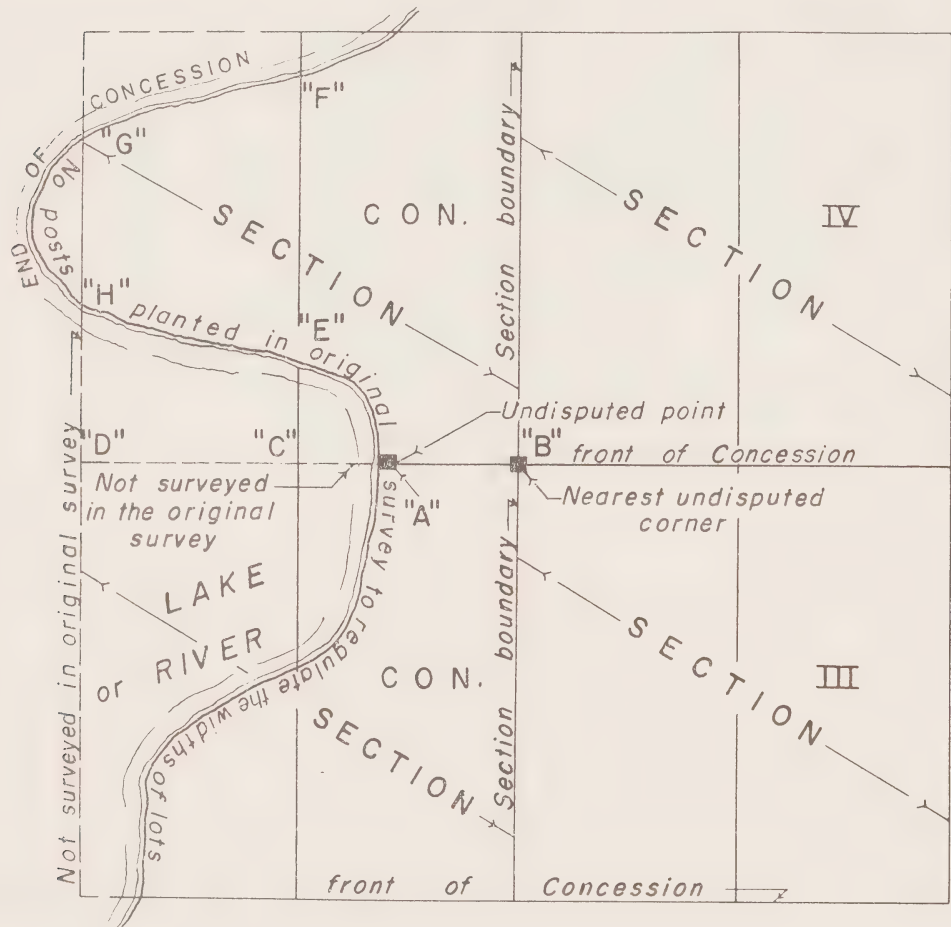 END OF CONCESSION
"F"
"G"
No posts planted in original survey to regulate the widths of lots
SECTION
CON.
Section boundary
SECTION
IV
"H"
"E"
Undisputed point
"D"
"C"
"B"
front of Concession
Not surveyed
in the original
survey
"A"
Nearest undisputed
corner
Not surveyed in original survey
LAKE
or RIVER
CON.
SECTION
Section boundary
SECTION
III
front of Concession